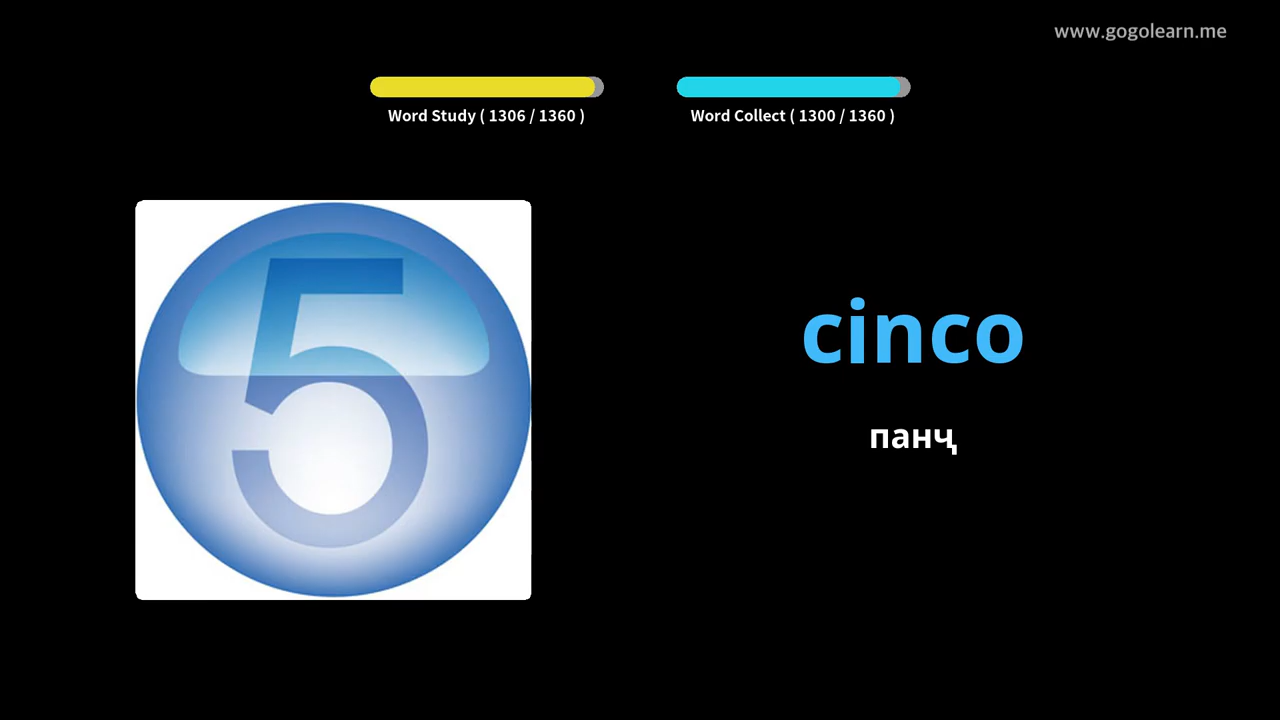 www.gogolearn.me
Word Study ( 1306 / 1360 )
Word Collect ( 1300 / 1360 )
5
cinco
панҷ